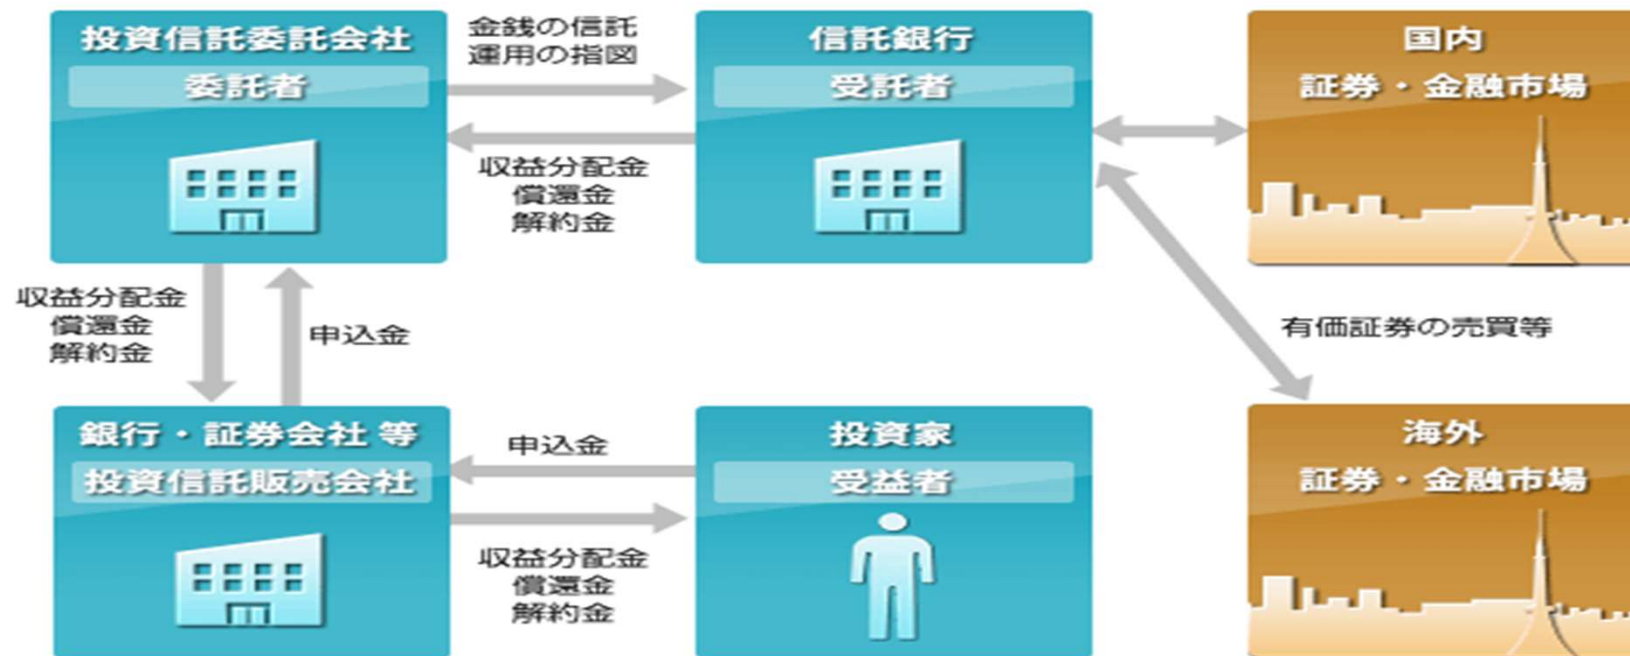 投資信託委託会社
委託者
金銭の信託
運用の指図
収益分配金
償還金
解約金
信託銀行
受託者
国内
証券・金融市場
収益分配金
償還金
解約金
申込金
有価証券の売買等
銀行・証券会社 等
投資信託販売会社
申込金
収益分配金
償還金
解約金
投資家
受益者
海外
証券・金融市場